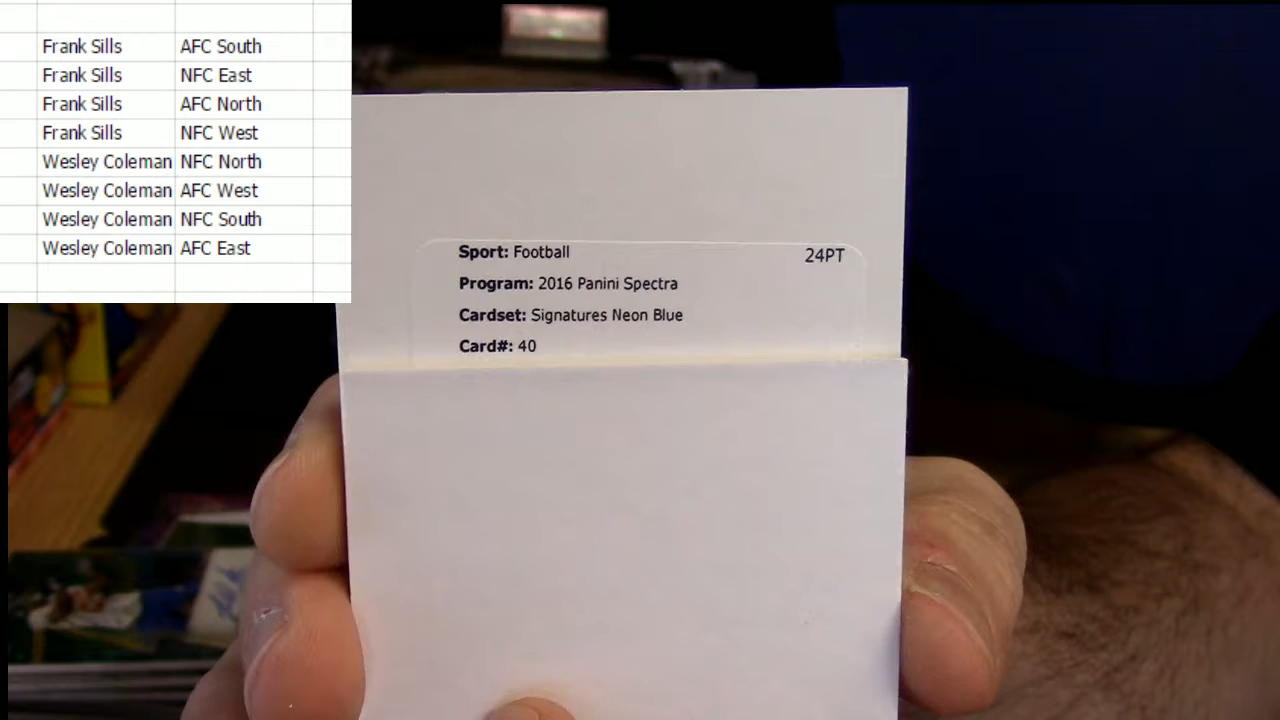 Frank Sills AFC South
Frank Sills NFC East
Frank Sills AFC North
Frank Sills NFC West
Wesley Coleman NFC North
Wesley Coleman AFC West
Wesley Coleman NFC South
Wesley Coleman AFC East
Sport: Football 24PT
Program: 2016 Panini Spectra
Cardset: Signatures Neon Blue
Card#: 40